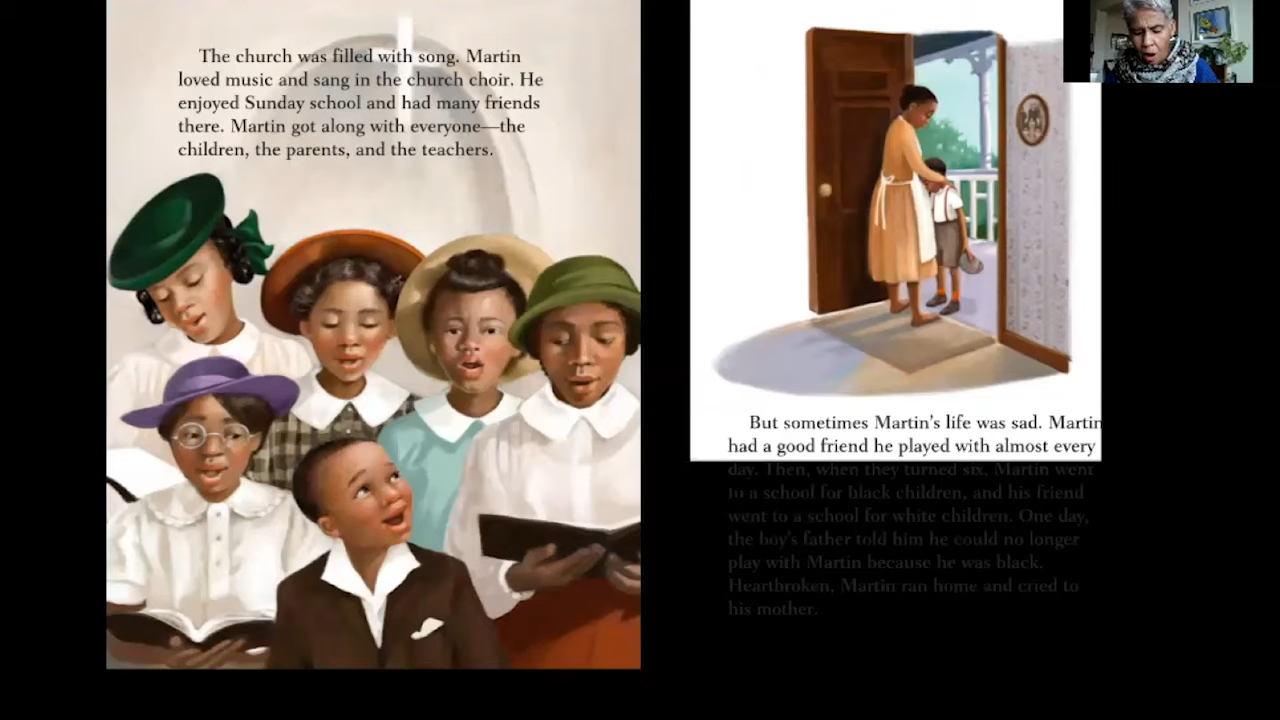 The church was filled with song. Martin
loved music and sang in the church choir. He
enjoyed Sunday school and had many friends
there. Martin got along with everyone—the
children, the parents, and the teachers.
But sometimes Martin's life was sad. Martin
had a good friend he played with almost every
day. Then, when they turned six, Martin went
to a school for black children, and his friend
went to a school for white children. One day,
the boy's father told him he could no longer
play with Martin because he was black.
Heartbroken, Martin ran home and cried to
his mother.